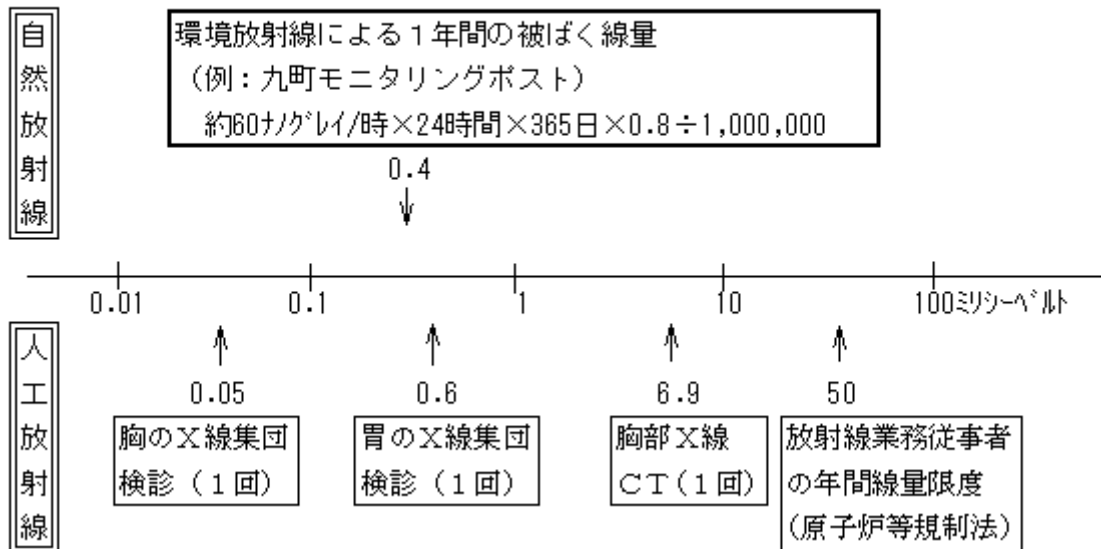 自然放射線
環境放射線による1年間の被ばく線量
(例:九町モニタリングポスト)
約60ナノグレイ/時×24時間×365日×0.8÷1,000,000
0.4
0.01 0.1 1 10 100ミリシーベルト
人工放射線
0.05
胸のX線集団
検診(1回)
0.6
胃のX線集団
検診(1回)
6.9
胸部X線
CT(1回)
50
放射線業務従事者
の年間線量限度
(原子炉等規制法)